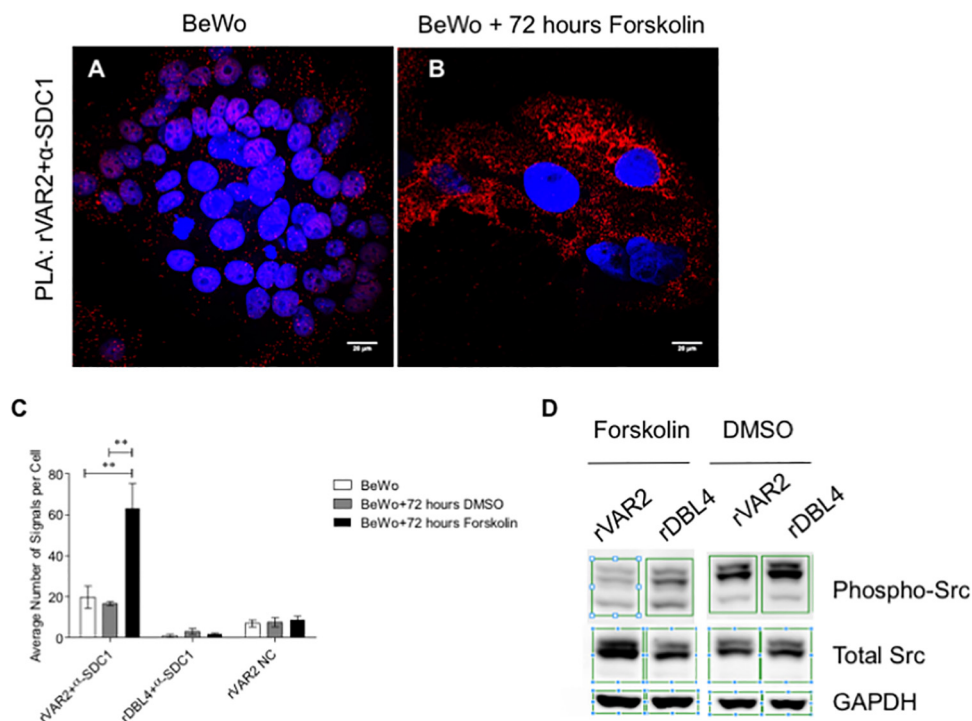 BeWo
BeWo + 72 hours Forskolin
PLA: rVAR2+α-SDC1
A
B
20 µm
20 µm
C
Average Number of Signals per Cell
80
60
40
20
0
**
**
BeWo
BeWo+72 hours DMSO
BeWo+72 hours Forskolin
rVAR2+α-SDC1
rDBL4+α-SDC1
rVAR2 NC
D
Forskolin
DMSO
rVAR2
rDBL4
rVAR2
rDBL4
Phospho-Src
Total Src
GAPDH